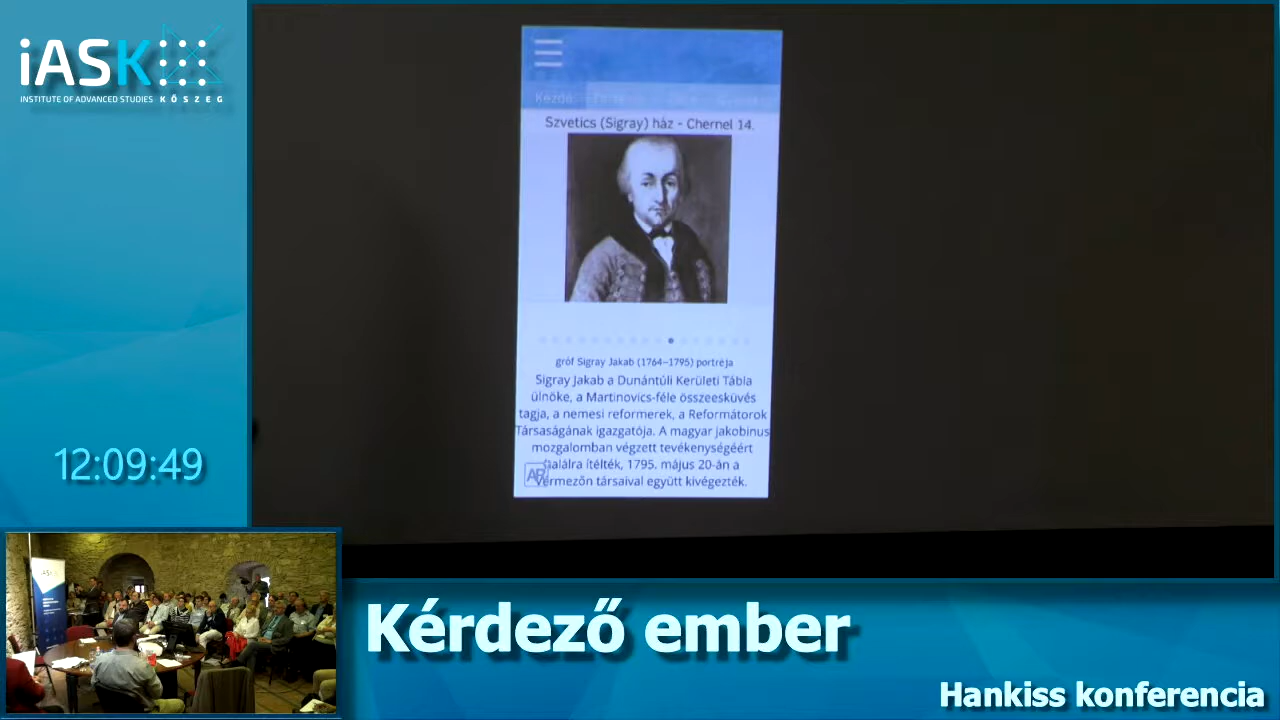 iASK
INSTITUTE OF ADVANCED STUDIES KŐSZEG
Szvetics (Sigray) ház - Chernel 14.
gróf Sigray Jakab (1764–1795) portréja
Sigray Jakab a Dunántúli Kerületi Tábla
ülnöke, a Martinovics-féle összeesküvés
tagja, a nemesi reformerek, a Reformátorok
Társaságának igazgatója. A magyar jakobinus
mozgalomban végzett tevékenységéért
halálra ítélték, 1795. május 20-án a
Vérmezőn társaival együtt kivégezték.
AR
12:09:49
Kérdező ember
Hankiss konferencia